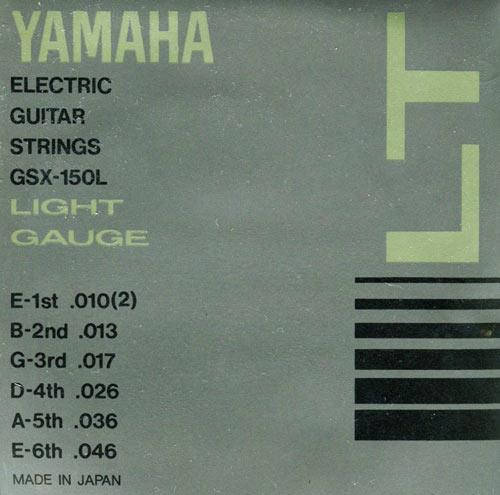 YAMAHA
ELECTRIC
GUITAR
STRINGS
GSX-150L
LIGHT
GAUGE
LT
E-1st .010(2)
B-2nd .013
G-3rd .017
D-4th .026
A-5th .036
E-6th .046
MADE IN JAPAN